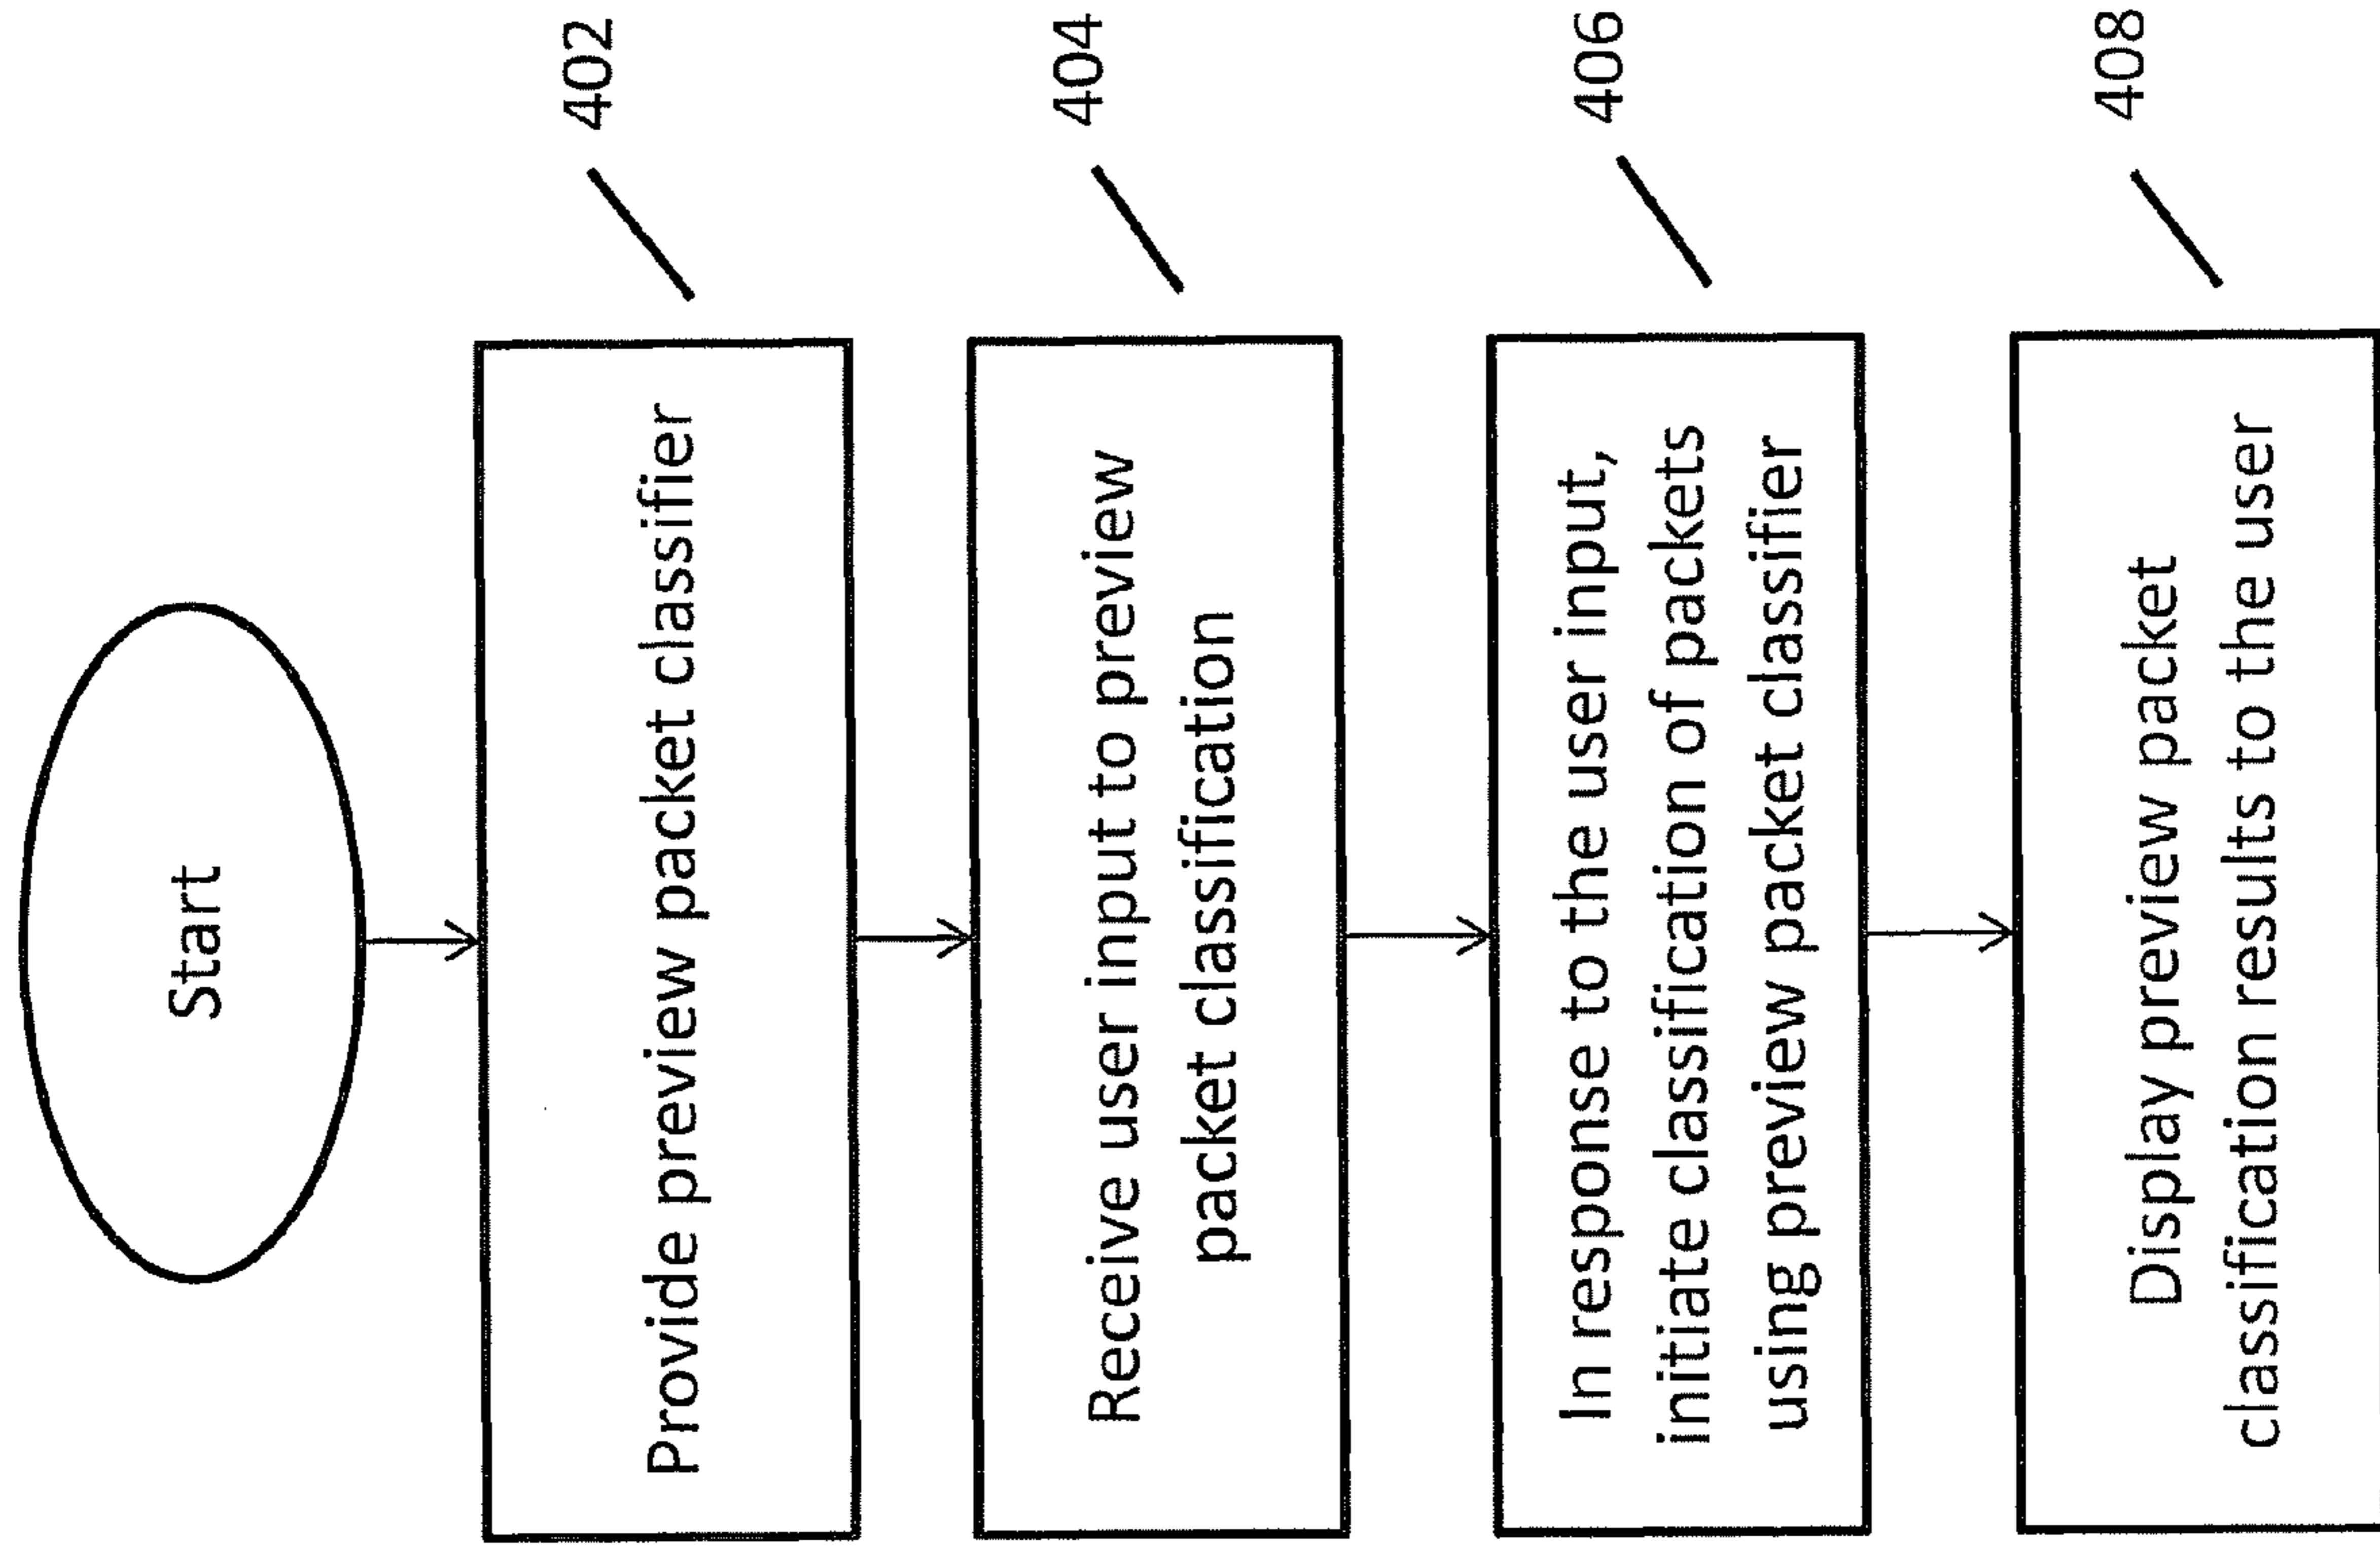 Start
Provide preview packet classifier
402
Receive user input to preview
packet classification
404
In response to the user input,
initiate classification of packets
using preview packet classifier
406
Display preview packet
classification results to the user
408